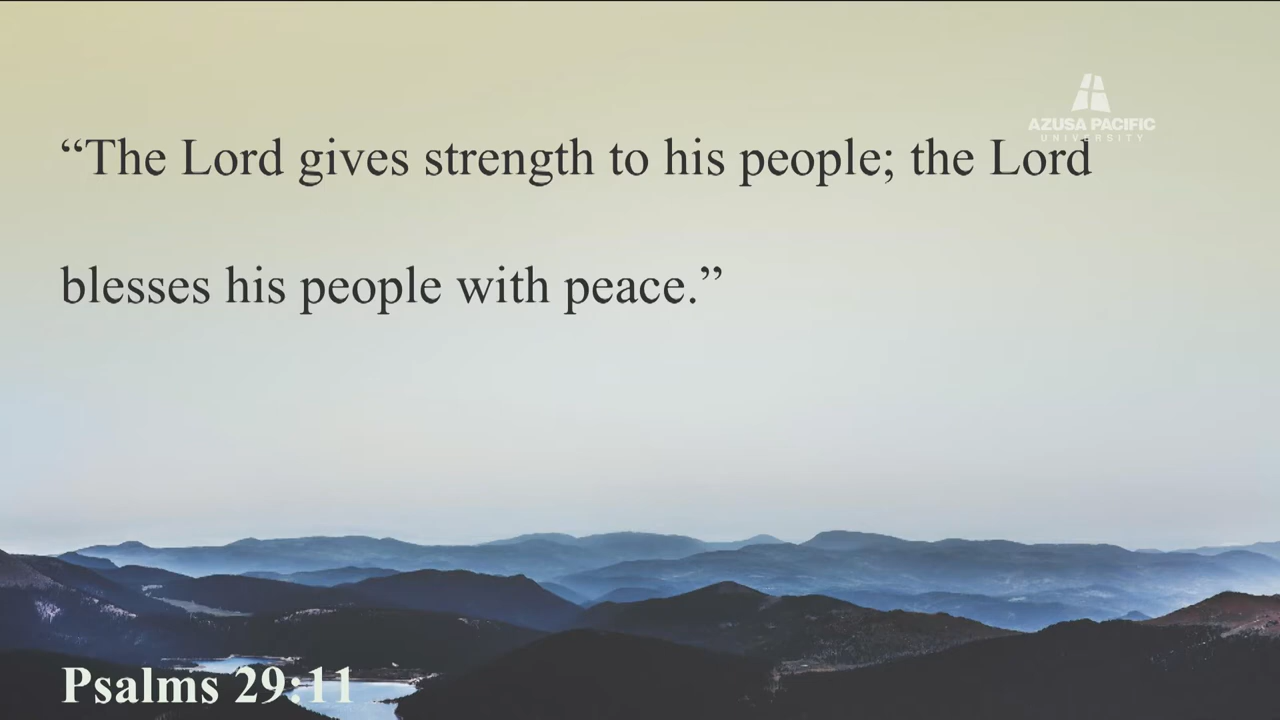 AZUSA PACIFIC
UNIVERSITY
“The Lord gives strength to his people; the Lord
blesses his people with peace.”
Psalms 29:11